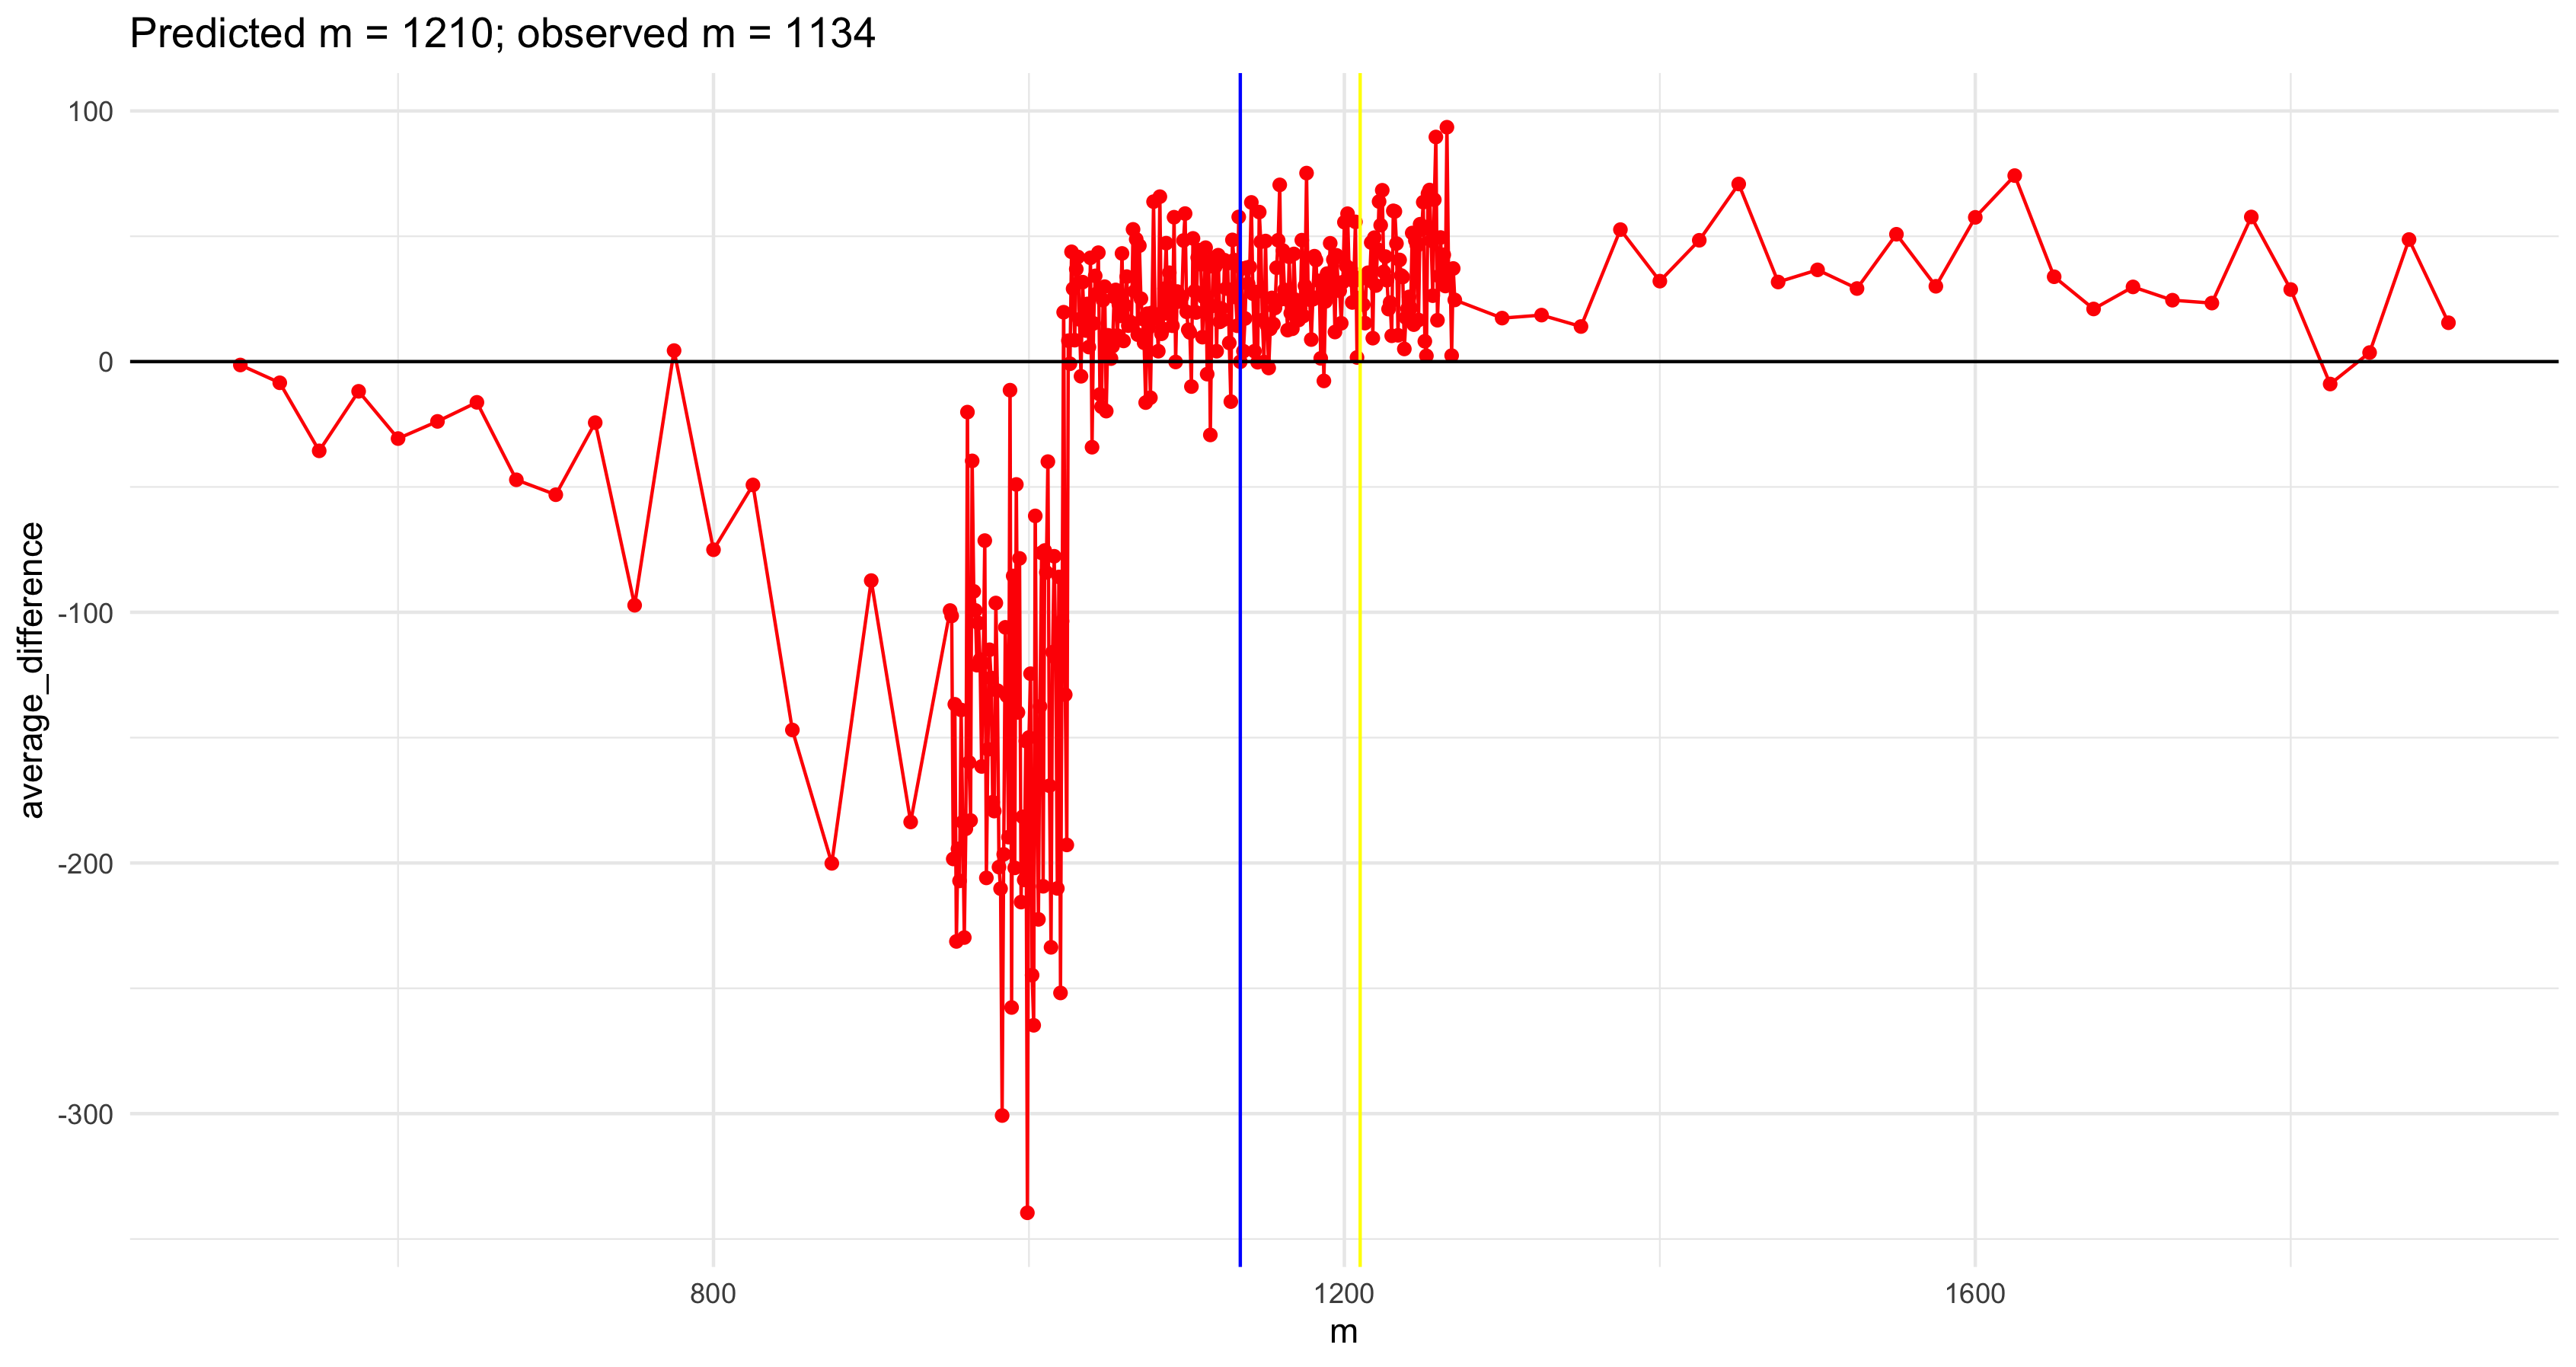 Predicted m = 1210; observed m = 1134
100
0
-100
-200
-300
average_difference
800
1200
1600
m